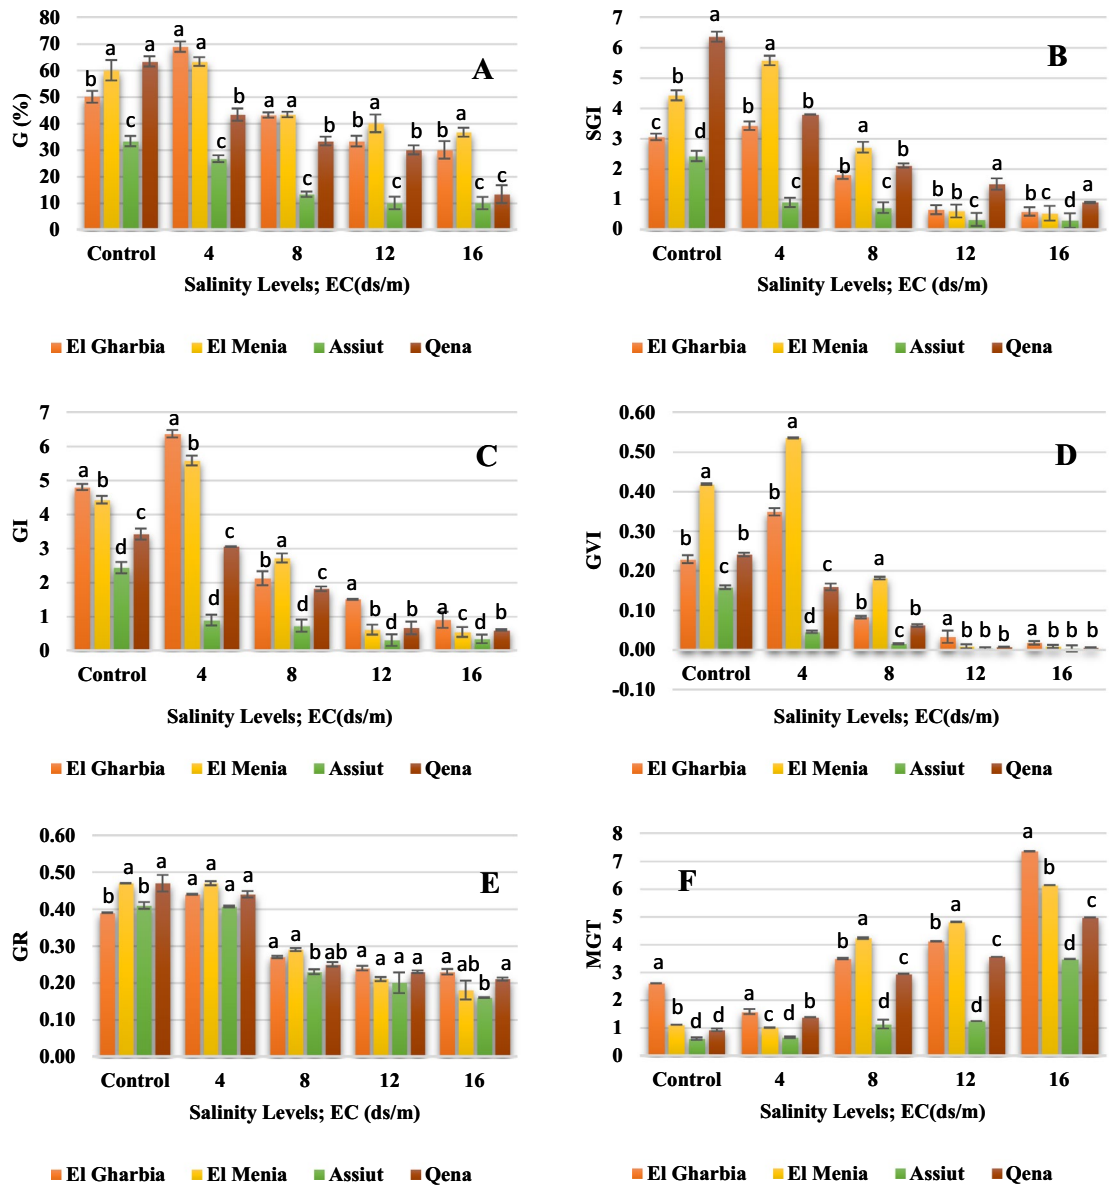 80
70
60
50
40
30
20
10
0
G (%)
b a c a
a a c b
a a c b
b a c b
b a c c
A
Control 4 8 12 16
Salinity Levels; EC(ds/m)
El Gharbia El Menia Assiut Qena
7
6
5
4
3
2
1
0
SGI
c b d a
b a c b
b a c b
b b c a
b c d a
B
Control 4 8 12 16
Salinity Levels; EC (ds/m)
El Gharbia El Menia Assiut Qena
7
6
5
4
3
2
1
0
GI
a b d c
a b d c
b a d c
a b d b
a c d b
C
Control 4 8 12 16
Salinity Levels; EC(ds/m)
El Gharbia El Menia Assiut Qena
0.60
0.50
0.40
0.30
0.20
0.10
0.00
-0.10
GVI
b a c b
b a d c
b a c b
a b b b
a b b b
D
Control 4 8 12 16
Salinity Levels; EC(ds/m)
El Gharbia El Menia Assiut Qena
0.60
0.50
0.40
0.30
0.20
0.10
0.00
GR
b a b a
a a a a
a a b ab
a a a a
a ab b a
E
Control 4 8 12 16
Salinity Levels; EC (ds/m)
El Gharbia El Menia Assiut Qena
8
7
6
5
4
3
2
1
0
MGT
a b d d
a c d b
b a d c
b a d c
a b d c
F
Control 4 8 12 16
Salinity Levels; EC(ds/m)
El Gharbia El Menia Assiut Qena